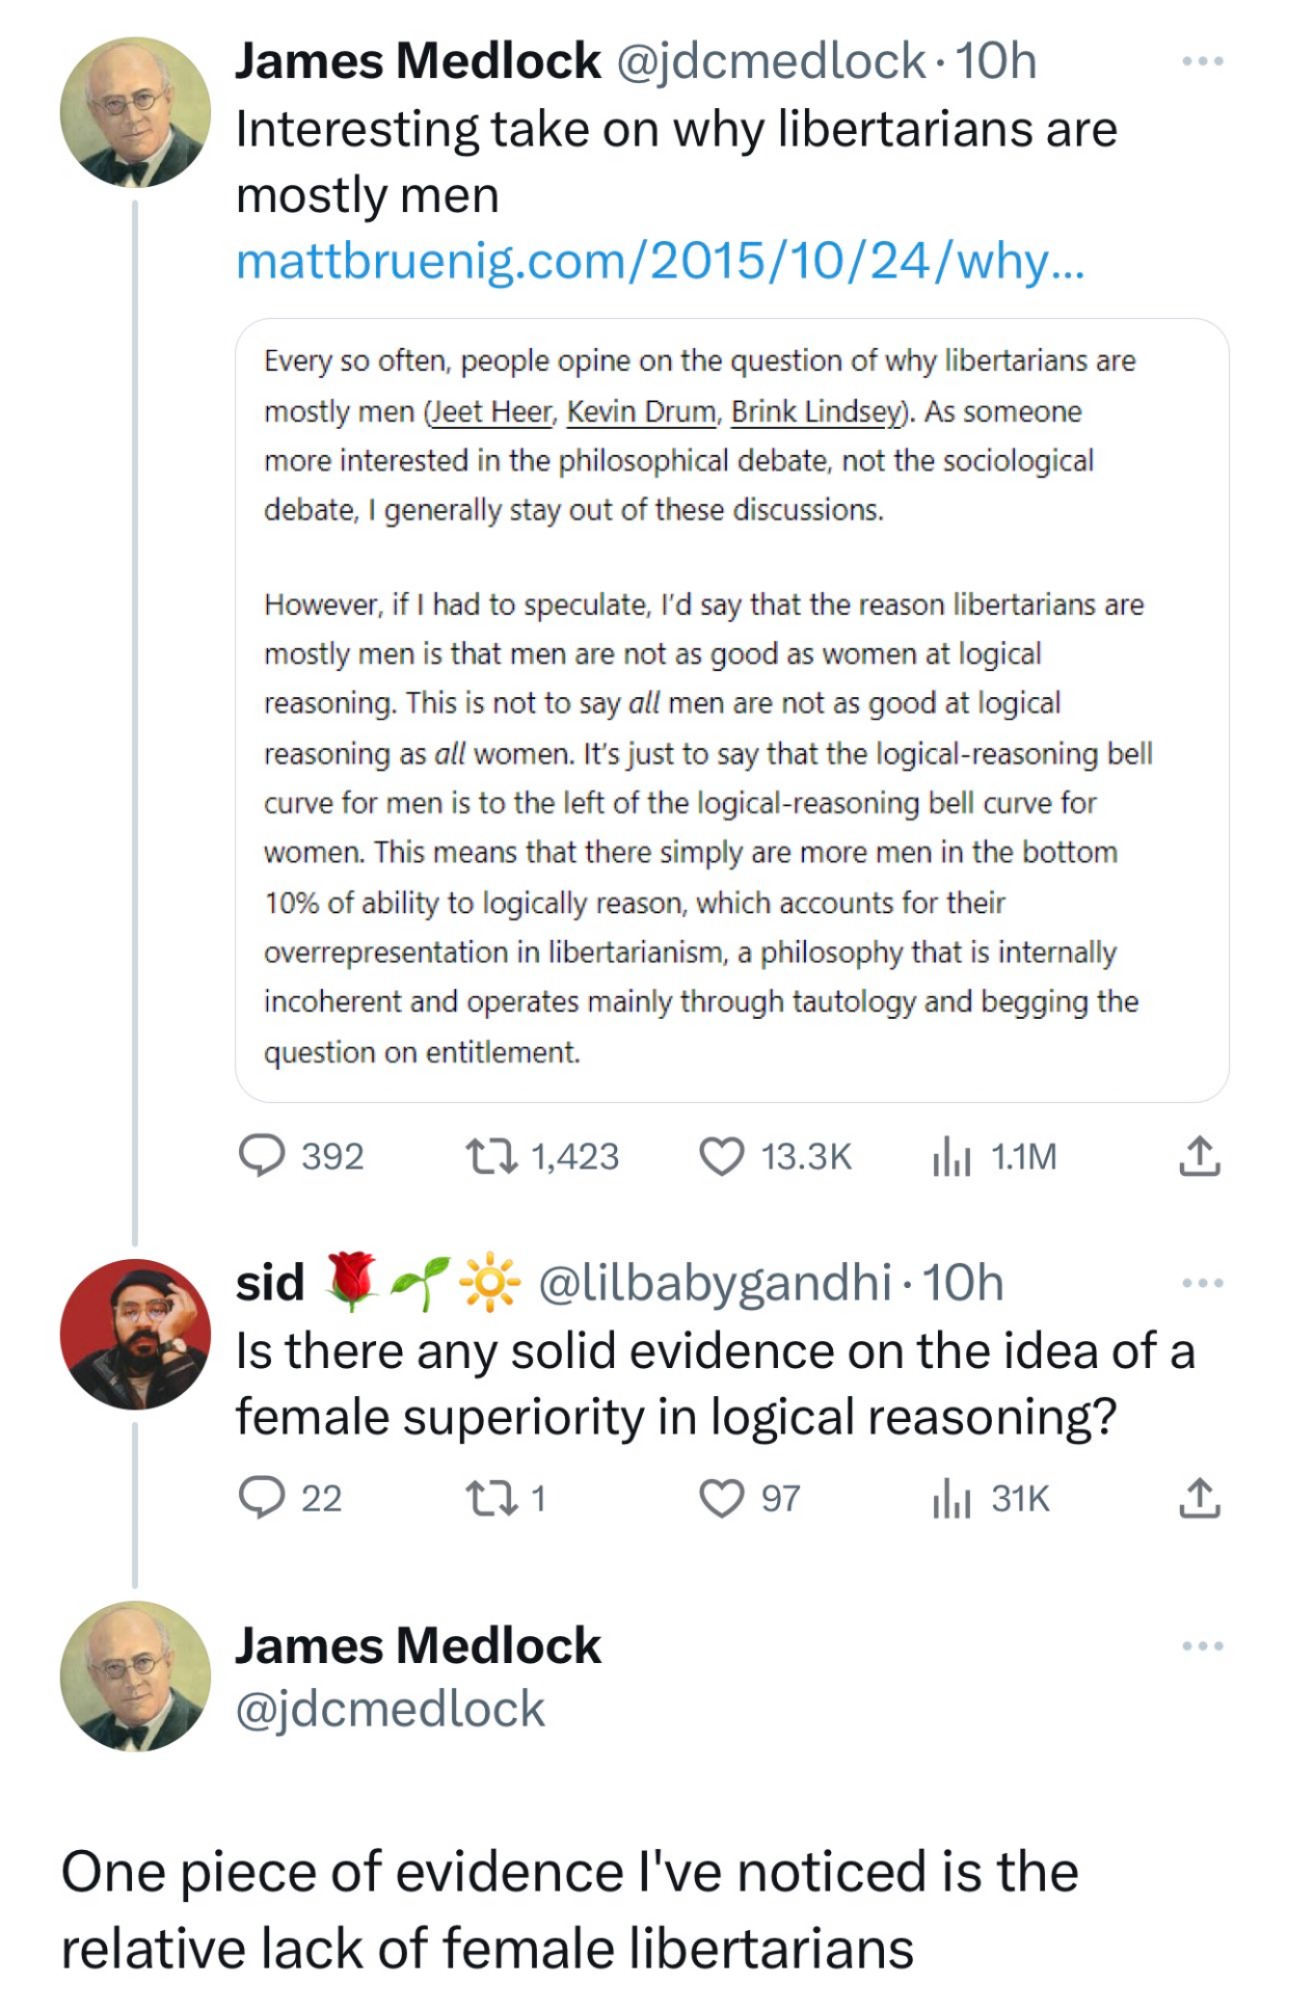 James Medlock @jdcmedlock · 10h
Interesting take on why libertarians are
mostly men
mattbruenig.com/2015/10/24/why...
Every so often, people opine on the question of why libertarians are
mostly men (Jeet Heer, Kevin Drum, Brink Lindsey). As someone
more interested in the philosophical debate, not the sociological
debate, I generally stay out of these discussions.
However, if I had to speculate, I'd say that the reason libertarians are
mostly men is that men are not as good as women at logical
reasoning. This is not to say all men are not as good at logical
reasoning as all women. It's just to say that the logical-reasoning bell
curve for men is to the left of the logical-reasoning bell curve for
women. This means that there simply are more men in the bottom
10% of ability to logically reason, which accounts for their
overrepresentation in libertarianism, a philosophy that is internally
incoherent and operates mainly through tautology and begging the
question on entitlement.
392 1,423 13.3K 1.1M
sid 🌹🌱☀️ @lilbabygandhi · 10h
Is there any solid evidence on the idea of a
female superiority in logical reasoning?
22 1 97 31K
James Medlock
@jdcmedlock
One piece of evidence I've noticed is the
relative lack of female libertarians